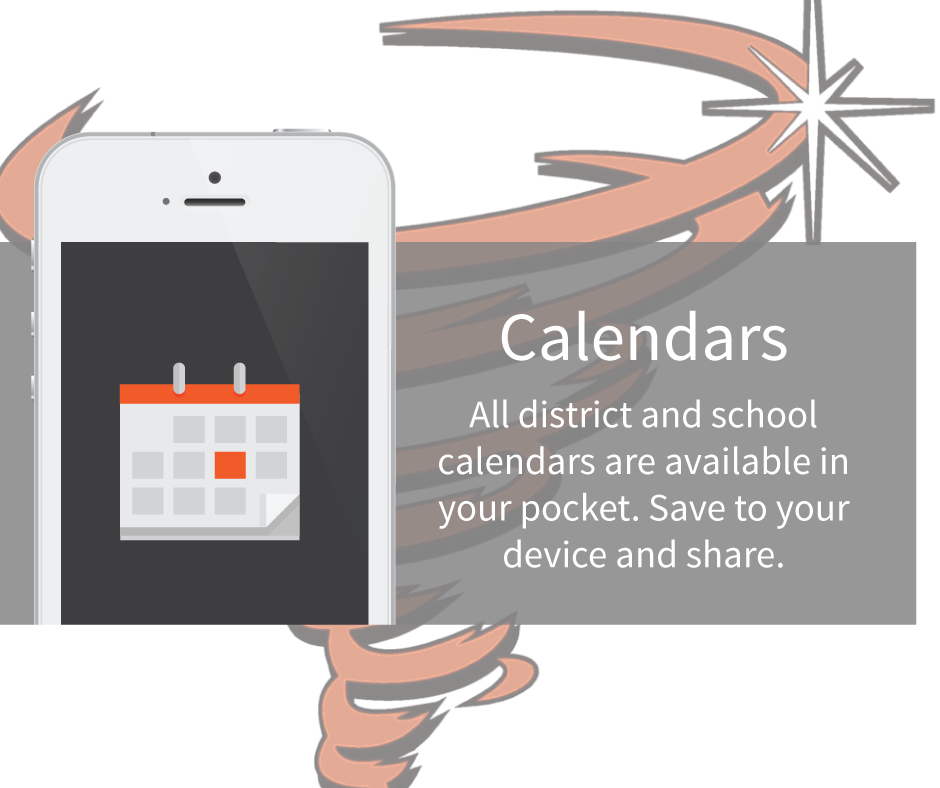 Calendars
All district and school
calendars are available in
your pocket. Save to your
device and share.